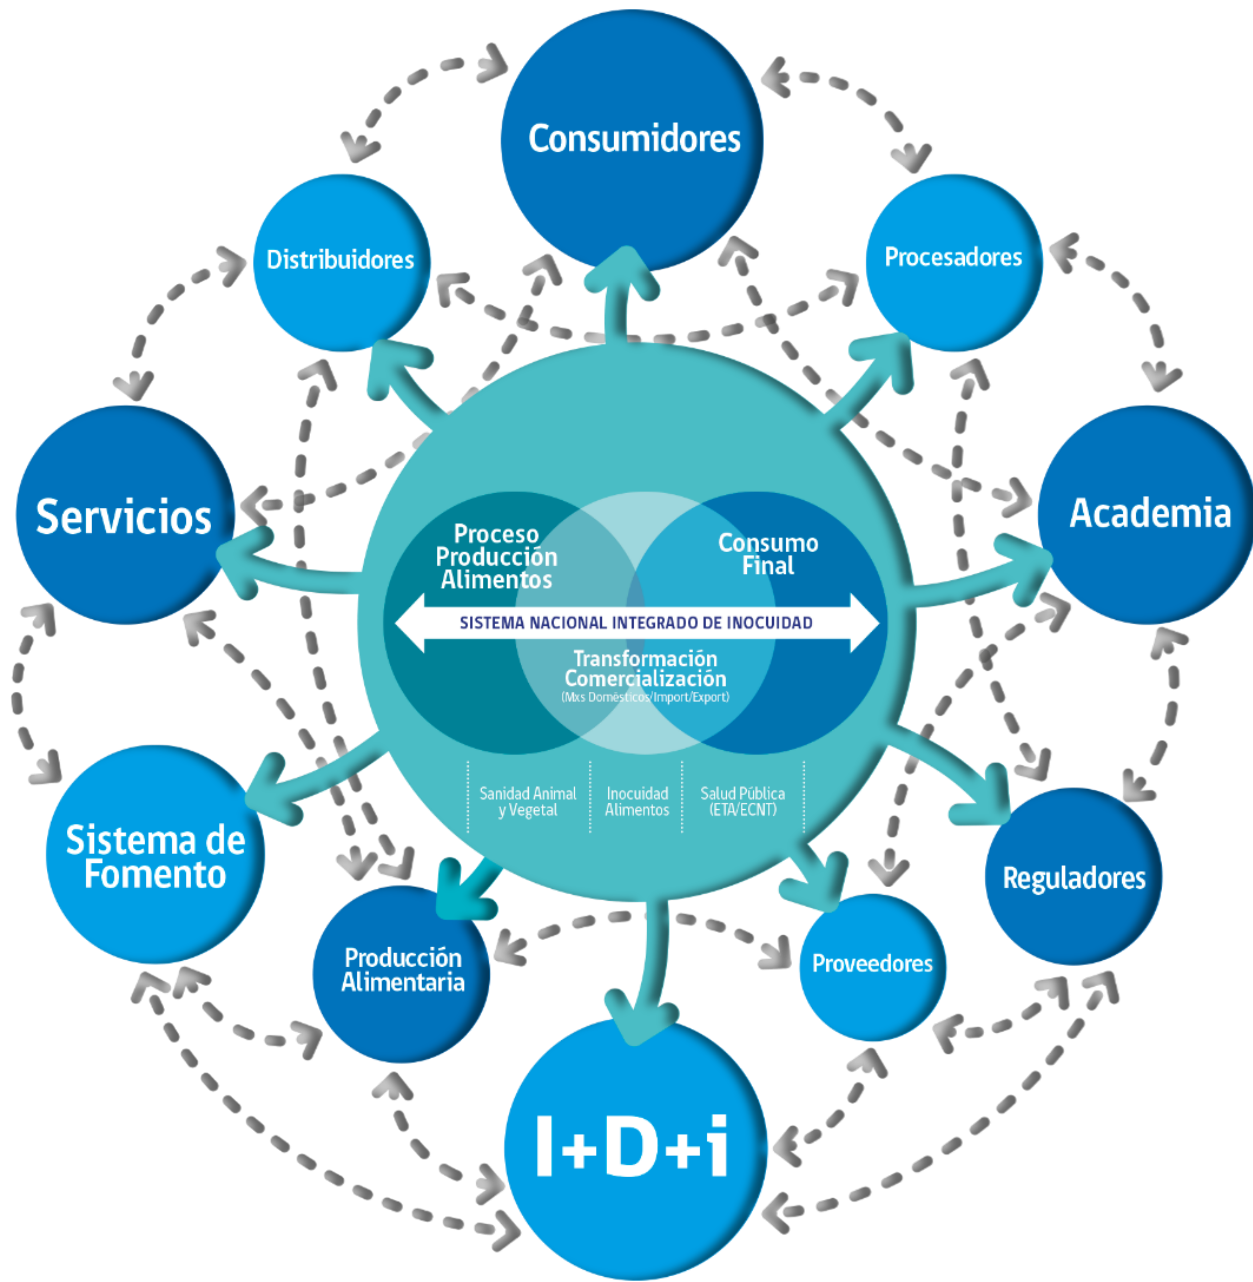 Consumidores
Distribuidores
Procesadores
Servicios
Academia
Proceso
Producción
Alimentos
Consumo
Final
SISTEMA NACIONAL INTEGRADO DE INOCUIDAD
Transformación
Comercialización
(Mxs Domésticos/Import/Export)
Sanidad Animal
y Vegetal
Inocuidad
Alimentos
Salud Pública
(ETA/ECNT)
Sistema de
Fomento
Reguladores
Producción
Alimentaria
Proveedores
I+D+i